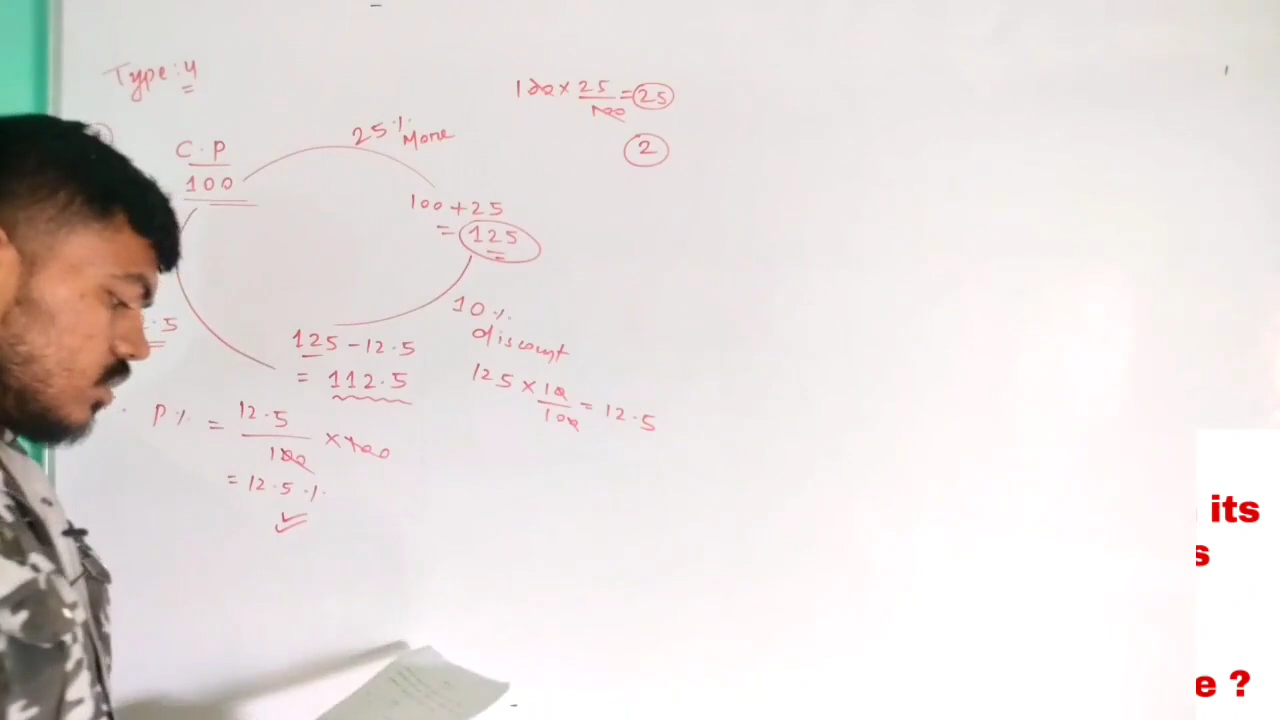 Type: 4
C.P
100
25% More
100 + 25
= 125
10%
discount
125 × 10/100 = 12.5
125 - 12.5
= 112.5
.5
P% = 12.5/100 × 100
= 12.5%
100 × 25/100 = 25
2
its
s
e ?